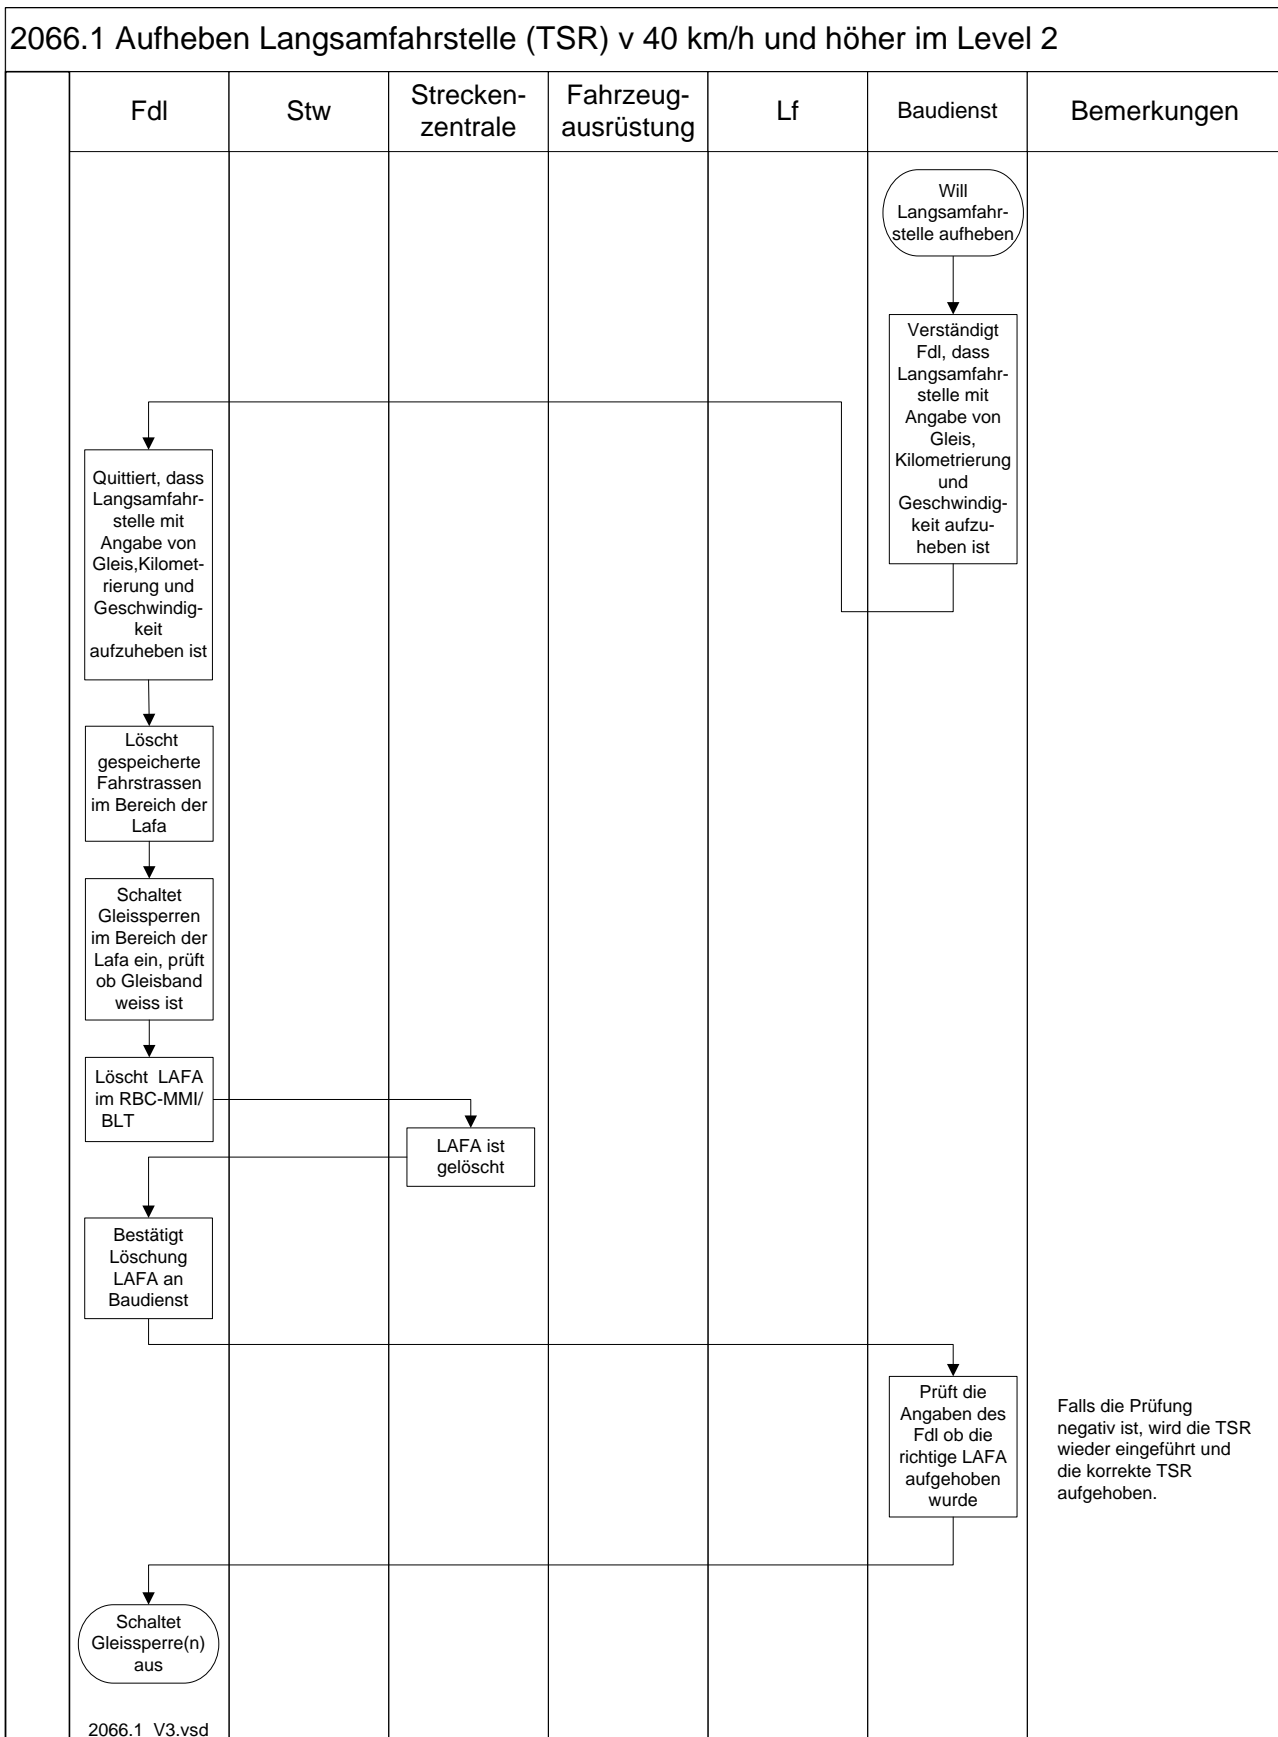 2066.1 Aufheben Langsamfahrstelle (TSR) v 40 km/h und höher im Level 2
Fdl
Stw
Strecken-
zentrale
Fahrzeug-
ausrüstung
Lf
Baudienst
Bemerkungen
Will
Langsamfahr-
stelle aufheben
Verständigt
Fdl, dass
Langsamfahr-
stelle mit
Angabe von
Gleis,
Kilometrierung
und
Geschwindig-
keit aufzu-
heben ist
Quittiert, dass
Langsamfahr-
stelle mit
Angabe von
Gleis,Kilomet-
rierung und
Geschwindig-
keit
aufzuheben ist
Löscht
gespeicherte
Fahrstrassen
im Bereich der
Lafa
Schaltet
Gleissperren
im Bereich der
Lafa ein, prüft
ob Gleisband
weiss ist
Löscht LAFA
im RBC-MMI/
BLT
LAFA ist
gelöscht
Bestätigt
Löschung
LAFA an
Baudienst
Prüft die
Angaben des
Fdl ob die
richtige LAFA
aufgehoben
wurde
Falls die Prüfung
negativ ist, wird die TSR
wieder eingeführt und
die korrekte TSR
aufgehoben.
Schaltet
Gleissperre(n)
aus
2066.1_V3.vsd